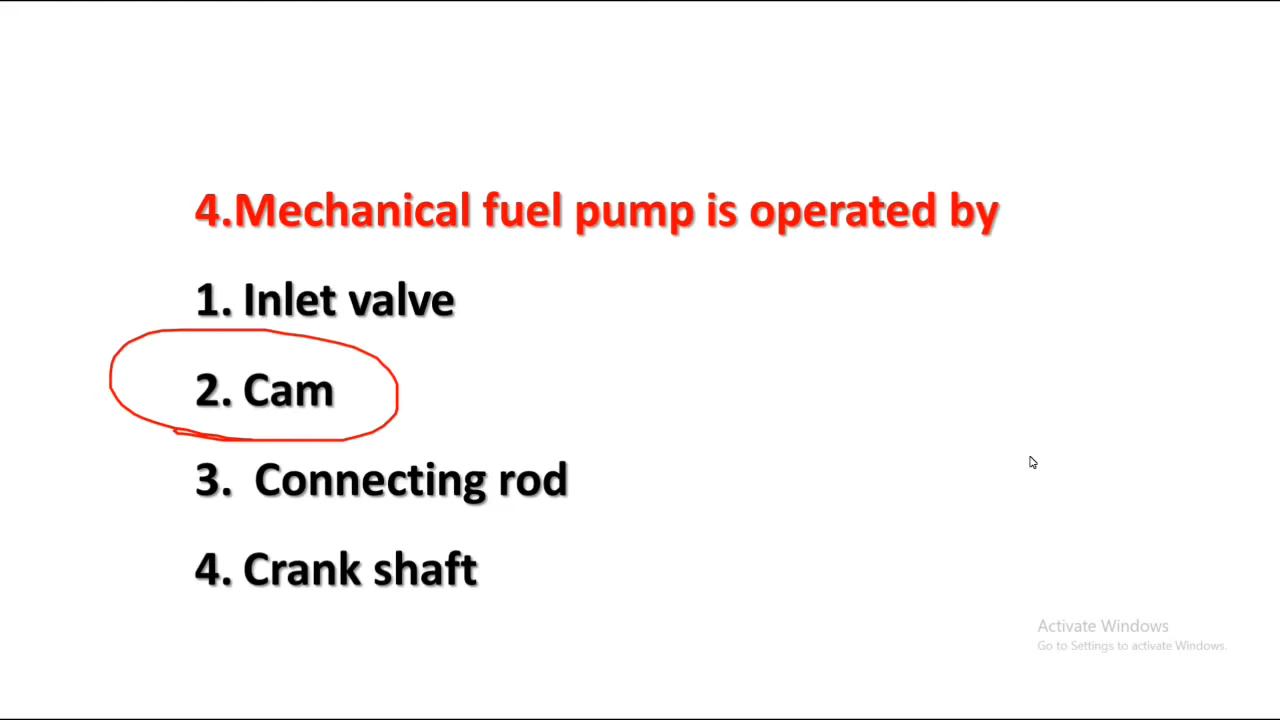 4.Mechanical fuel pump is operated by
1. Inlet valve
2. Cam
3. Connecting rod
4. Crank shaft
Activate Windows
Go to Settings to activate Windows.